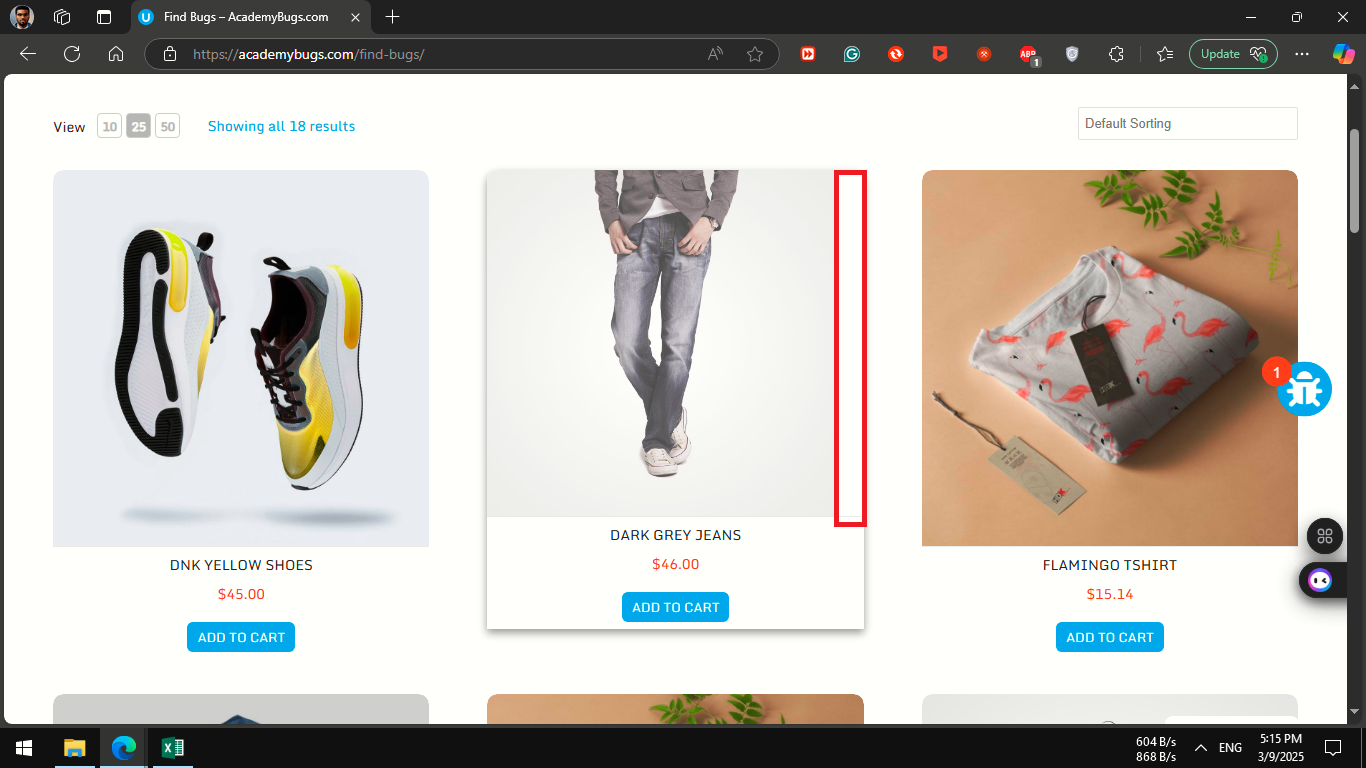 Find Bugs – AcademyBugs.com
https://academybugs.com/find-bugs/
A
ABP
1
Update
View 10 25 50 Showing all 18 results
Default Sorting
1
DARK GREY JEANS
$46.00
ADD TO CART
DNK YELLOW SHOES
$45.00
ADD TO CART
FLAMINGO TSHIRT
$15.14
ADD TO CART
604 B/s
868 B/s
ENG
5:15 PM
3/9/2025